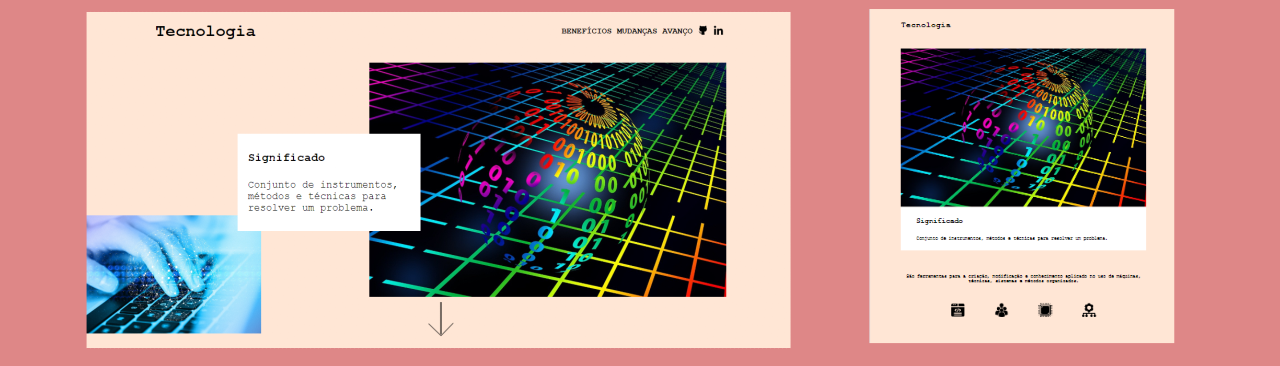 Tecnologia
BENEFÍCIOS MUDANÇAS AVANÇO
Significado
Conjunto de instrumentos,
métodos e técnicas para
resolver um problema.
Tecnologia
Significado
Conjunto de instrumentos, métodos e técnicas para resolver um problema.
São ferramentas para a criação, modificação e conhecimento aplicado no uso de máquinas,
técnicas, sistemas e métodos organizados.